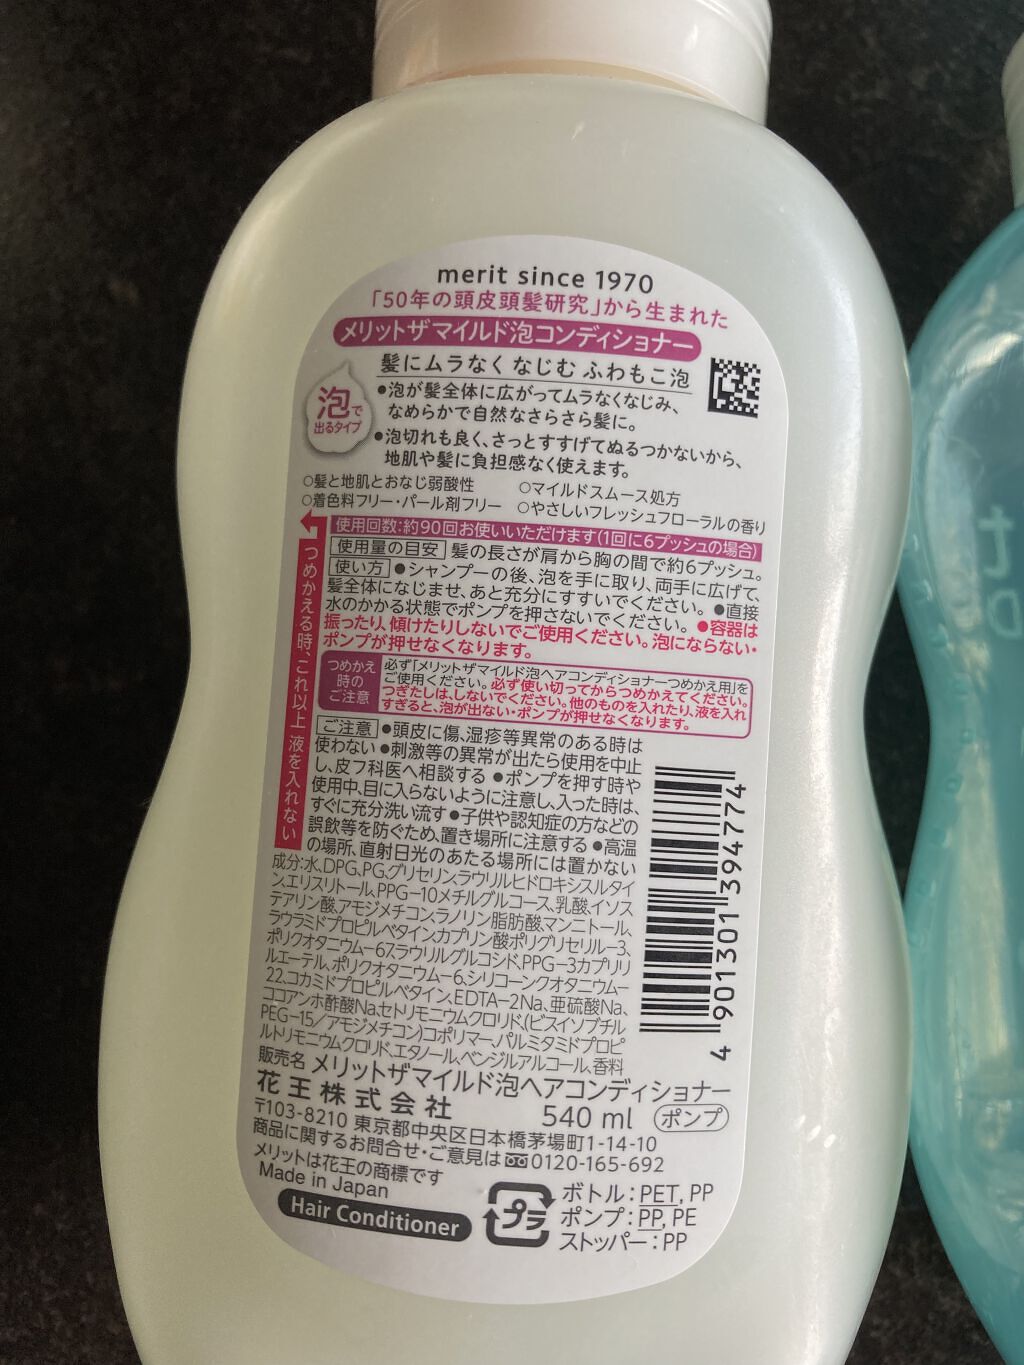 merit since 1970
「50年の頭皮頭髪研究」から生まれた
メリットザマイルド泡コンディショナー
髪にムラなくなじむ ふわもこ泡
泡で
出るタイプ
●泡が髪全体に広がってムラなくなじみ、
なめらかで自然なさらさら髪に。
●泡切れも良く、さっとすすげてぬるつかないから、
地肌や髪に負担感なく使えます。
○髪と地肌とおなじ弱酸性 ○マイルドスムース処方
○着色料フリー・パール剤フリー ○やさしいフレッシュフローラルの香り
使用回数:約90回お使いいただけます(1回に6プッシュの場合)
使用量の目安 髪の長さが肩から胸の間で約6プッシュ。
使い方 ●シャンプーの後、泡を手に取り、両手に広げて、
髪全体になじませ、あと充分にすすいでください。 ●直接
水のかかる状態でポンプを押さないでください。 ●容器は
振ったり、傾けたりしないでご使用ください。泡にならない・
ポンプが押せなくなります。
つめかえる時、これ以上 液を入れない
つめかえ
時の
ご注意
必ず「メリットザマイルド泡ヘアコンディショナーつめかえ用」を
ご使用ください。必ず使い切ってからつめかえてください。
つぎたしは、しないでください。他のものを入れたり、液を入れ
すぎると、泡が出ない・ポンプが押せなくなります。
ご注意 ●頭皮に傷、湿疹等異常のある時は
使わない ●刺激等の異常が出たら使用を中止
し、皮フ科医へ相談する ●ポンプを押す時や
使用中、目に入らないように注意し、入った時は、
すぐに充分洗い流す ●子供や認知症の方などの
誤飲等を防ぐため、置き場所に注意する ●高温
の場所、直射日光のあたる場所には置かない
成分:水、DPG、PG、グリセリン、ラウリルヒドロキシスルタイ
ン、エリスリトール、PPG-10メチルグルコース、乳酸、イソス
テアリン酸、アモジメチコン、ラノリン脂肪酸、マンニトール、
ラウラミドプロピルベタイン、カプリン酸ポリグリセリル-3、
ポリクオタニウム-67、ラウリルグルコシド、PPG-3カプリリ
ルエーテル、ポリクオタニウム-6、シリコーンクオタニウム-
22、コカミドプロピルベタイン、EDTA-2Na、亜硫酸Na、
ココアンホ酢酸Na、セトリモニウムクロリド、(ビスイソブチル
PEG-15/アモジメチコン)コポリマー、パルミタミドプロピ
ルトリモニウムクロリド、エタノール、ベンジルアルコール、香料
4 901301 394774
販売名 メリットザマイルド泡ヘアコンディショナー
花王株式会社 540 ml ポンプ
〒103-8210 東京都中央区日本橋茅場町1-14-10
商品に関するお問合せ・ご意見は 0120-165-692
メリットは花王の商標です
Made in Japan
Hair Conditioner
プラ
ボトル:PET, PP
ポンプ:PP, PE
ストッパー:PP